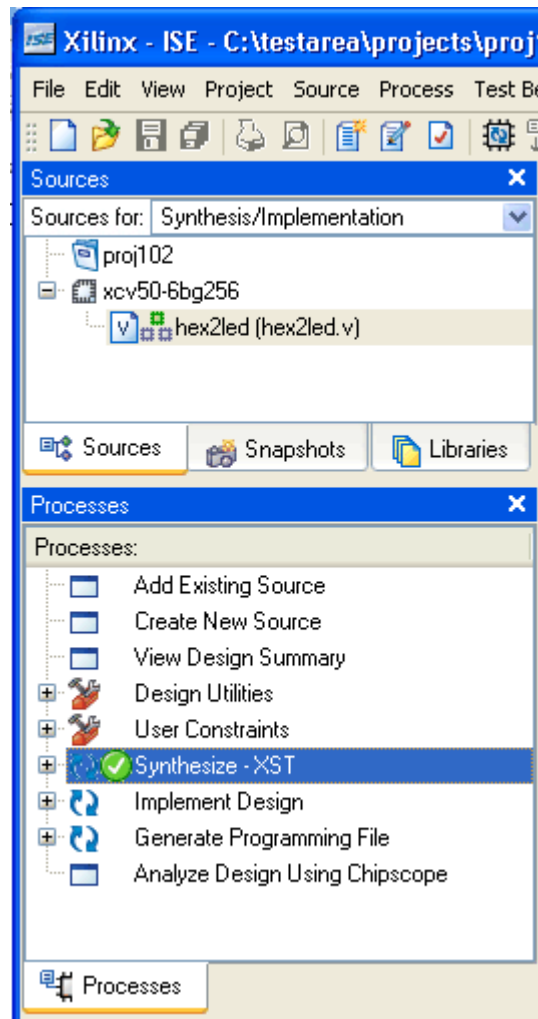 ISE Xilinx - ISE - C:\testarea\projects\proj
File Edit View Project Source Process Test Be
Sources
Sources for: Synthesis/Implementation
proj102
xcv50-6bg256
V hex2led (hex2led.v)
Sources Snapshots Libraries
Processes
Processes:
Add Existing Source
Create New Source
View Design Summary
Design Utilities
User Constraints
Synthesize - XST
Implement Design
Generate Programming File
Analyze Design Using Chipscope
Processes